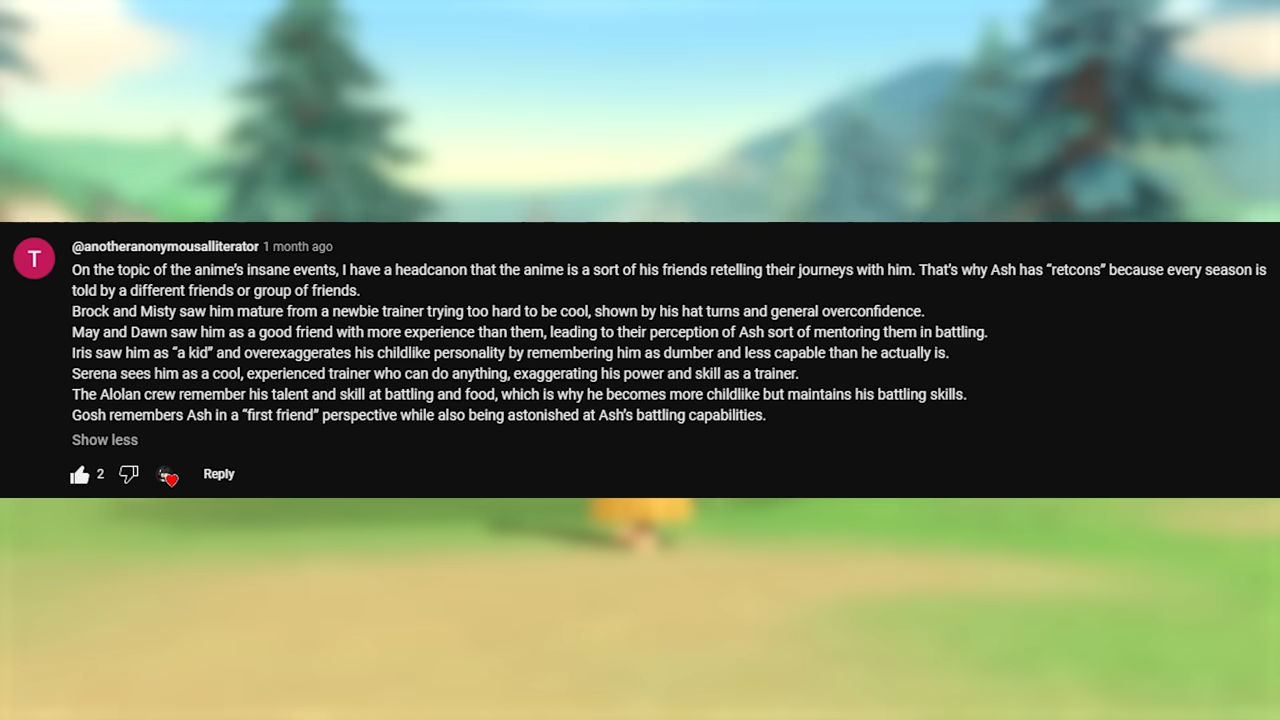 T
@anotheranonymousalliterator 1 month ago
On the topic of the anime's insane events, I have a headcanon that the anime is a sort of his friends retelling their journeys with him. That's why Ash has “retcons” because every season is
told by a different friends or group of friends.
Brock and Misty saw him mature from a newbie trainer trying too hard to be cool, shown by his hat turns and general overconfidence.
May and Dawn saw him as a good friend with more experience than them, leading to their perception of Ash sort of mentoring them in battling.
Iris saw him as “a kid” and overexaggerates his childlike personality by remembering him as dumber and less capable than he actually is.
Serena sees him as a cool, experienced trainer who can do anything, exaggerating his power and skill as a trainer.
The Alolan crew remember his talent and skill at battling and food, which is why he becomes more childlike but maintains his battling skills.
Gosh remembers Ash in a “first friend” perspective while also being astonished at Ash’s battling capabilities.
Show less
2 Reply